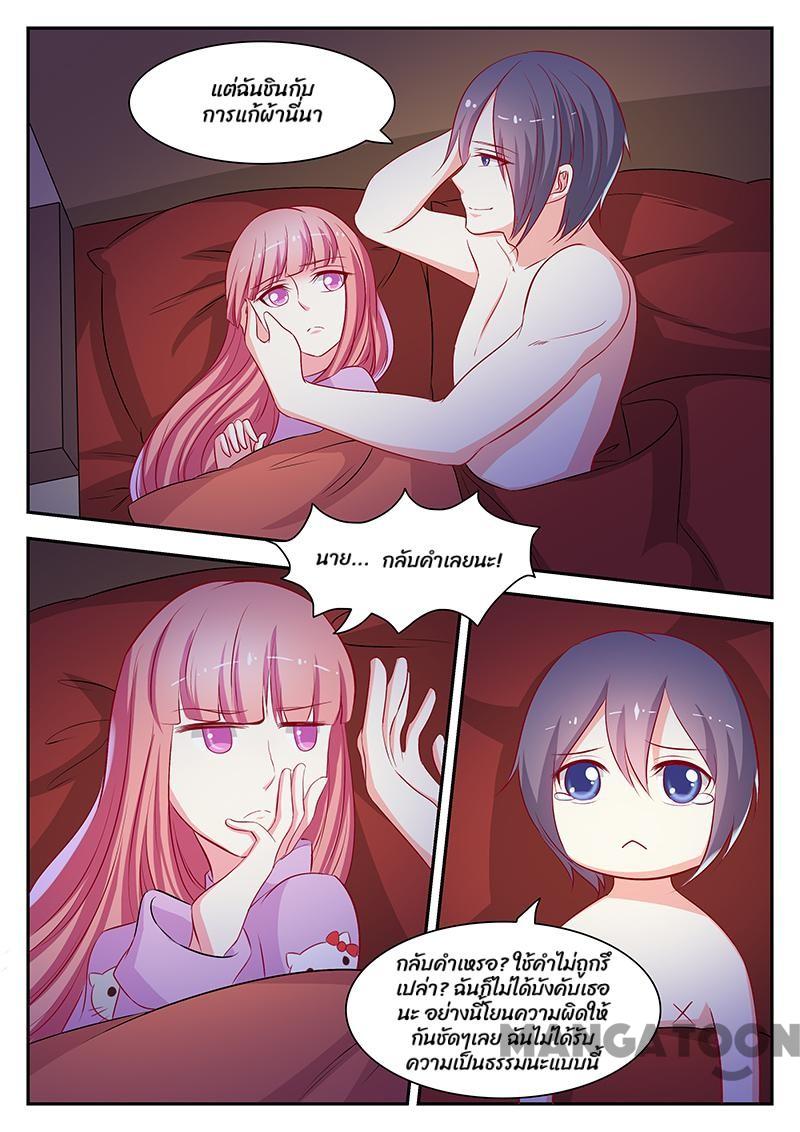 แต่ฉันชินกับ
การแก้ผ้านี่นา
นาย... กลับคำเลยนะ!
กลับคำเหรอ? ใช้คำไม่ถูกรึ
เปล่า? ฉันก็ไม่ได้บังคับเธอ
นะ อย่างนี้โยนความผิดให้
กันชัดๆเลย ฉันไม่ได้รับ
ความเป็นธรรมนะแบบนี้
MANGATOON